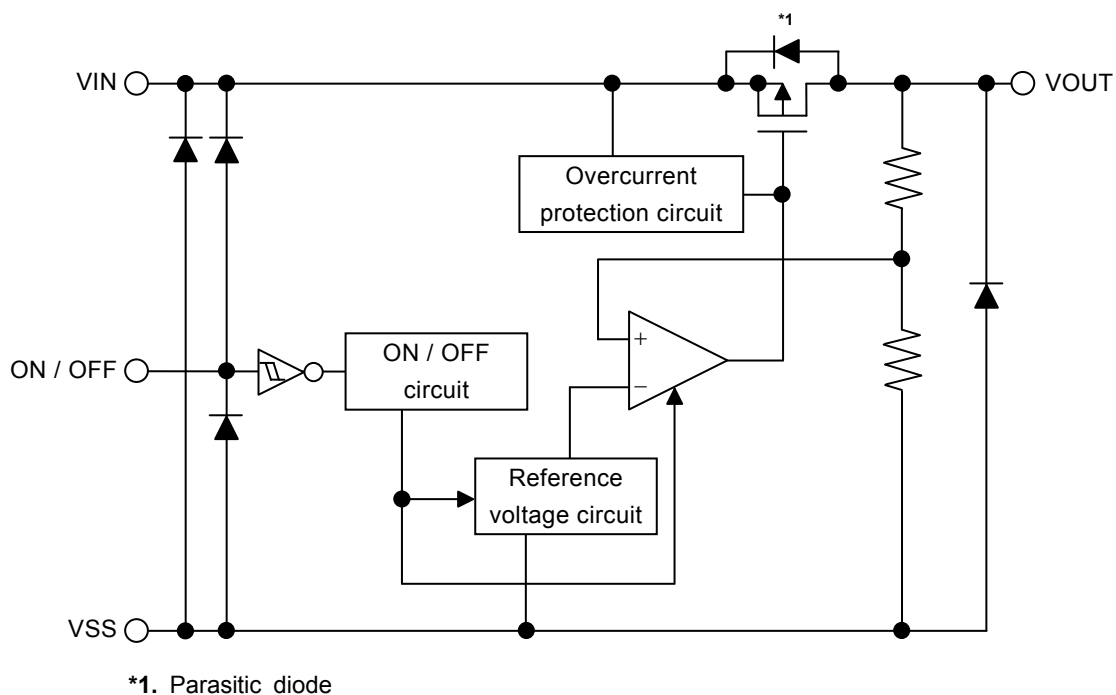 *1
VIN
VOUT
Overcurrent
protection circuit
+
ON / OFF
ON / OFF
circuit
−
Reference
voltage circuit
VSS
*1. Parasitic diode